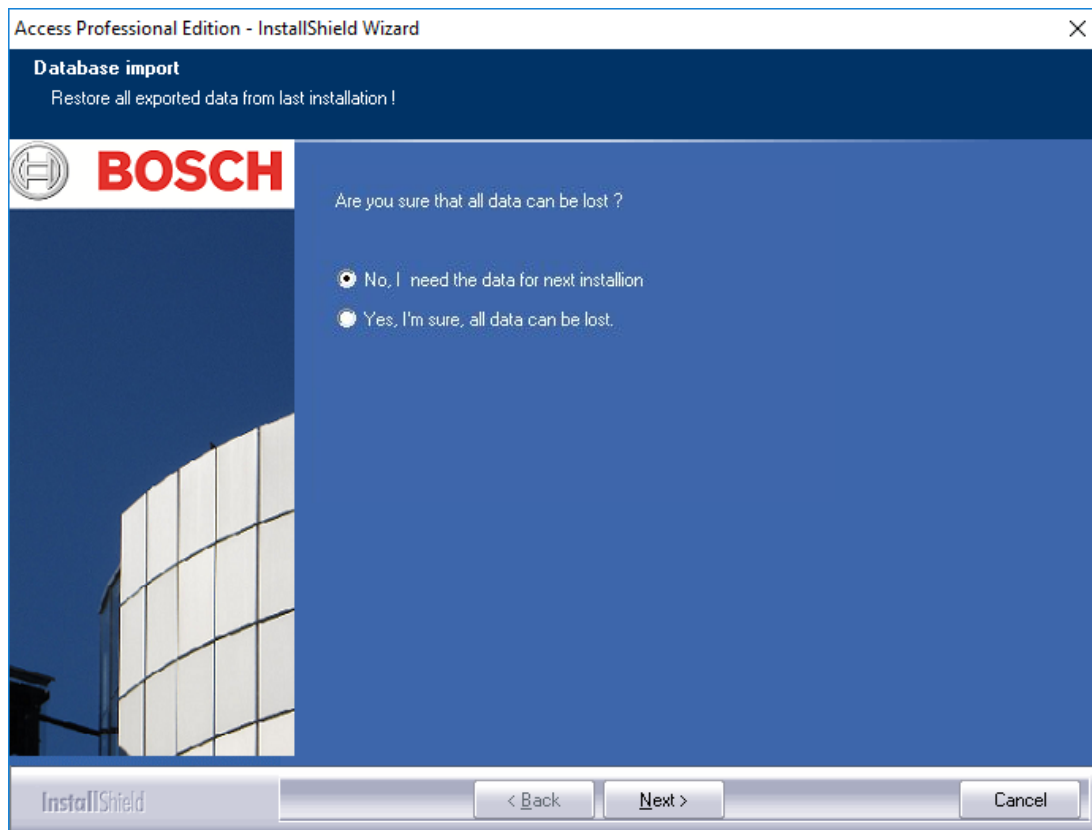 Access Professional Edition - InstallShield Wizard
Database import
Restore all exported data from last installation !
BOSCH
Are you sure that all data can be lost ?
No, I  need the data for next installion
Yes, I'm sure, all data can be lost.
InstallShield
< Back
Next >
Cancel